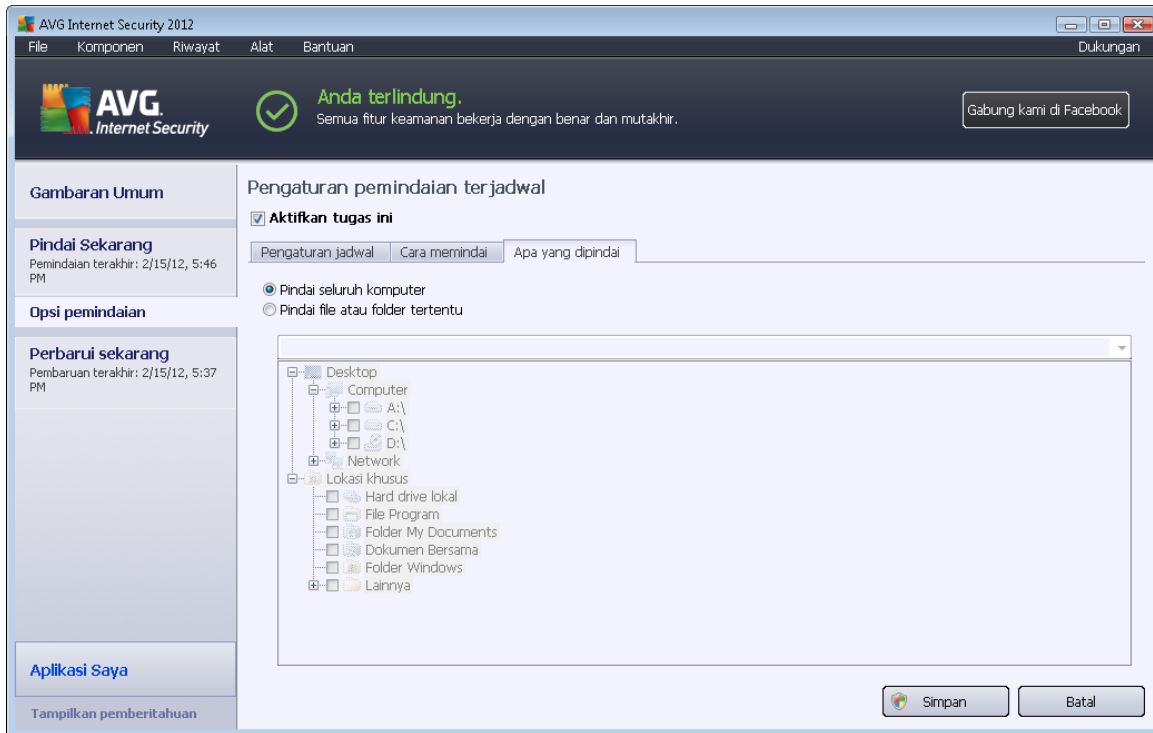 AVG Internet Security 2012
File Komponen Riwayat Alat Bantuan Dukungan
AVG.
Internet Security
Anda terlindung.
Semua fitur keamanan bekerja dengan benar dan mutakhir.
Gabung kami di Facebook
Gambaran Umum
Pindai Sekarang
Pemindaian terakhir: 2/15/12, 5:46
PM
Opsi pemindaian
Perbarui sekarang
Pembaruan terakhir: 2/15/12, 5:37
PM
Aplikasi Saya
Tampilkan pemberitahuan
Pengaturan pemindaian terjadwal
Aktifkan tugas ini
Pengaturan jadwal Cara memindai Apa yang dipindai
Pindai seluruh komputer
Pindai file atau folder tertentu
Desktop
Computer
A:\
C:\
D:\
Network
Lokasi khusus
Hard drive lokal
File Program
Folder My Documents
Dokumen Bersama
Folder Windows
Lainnya
Simpan Batal